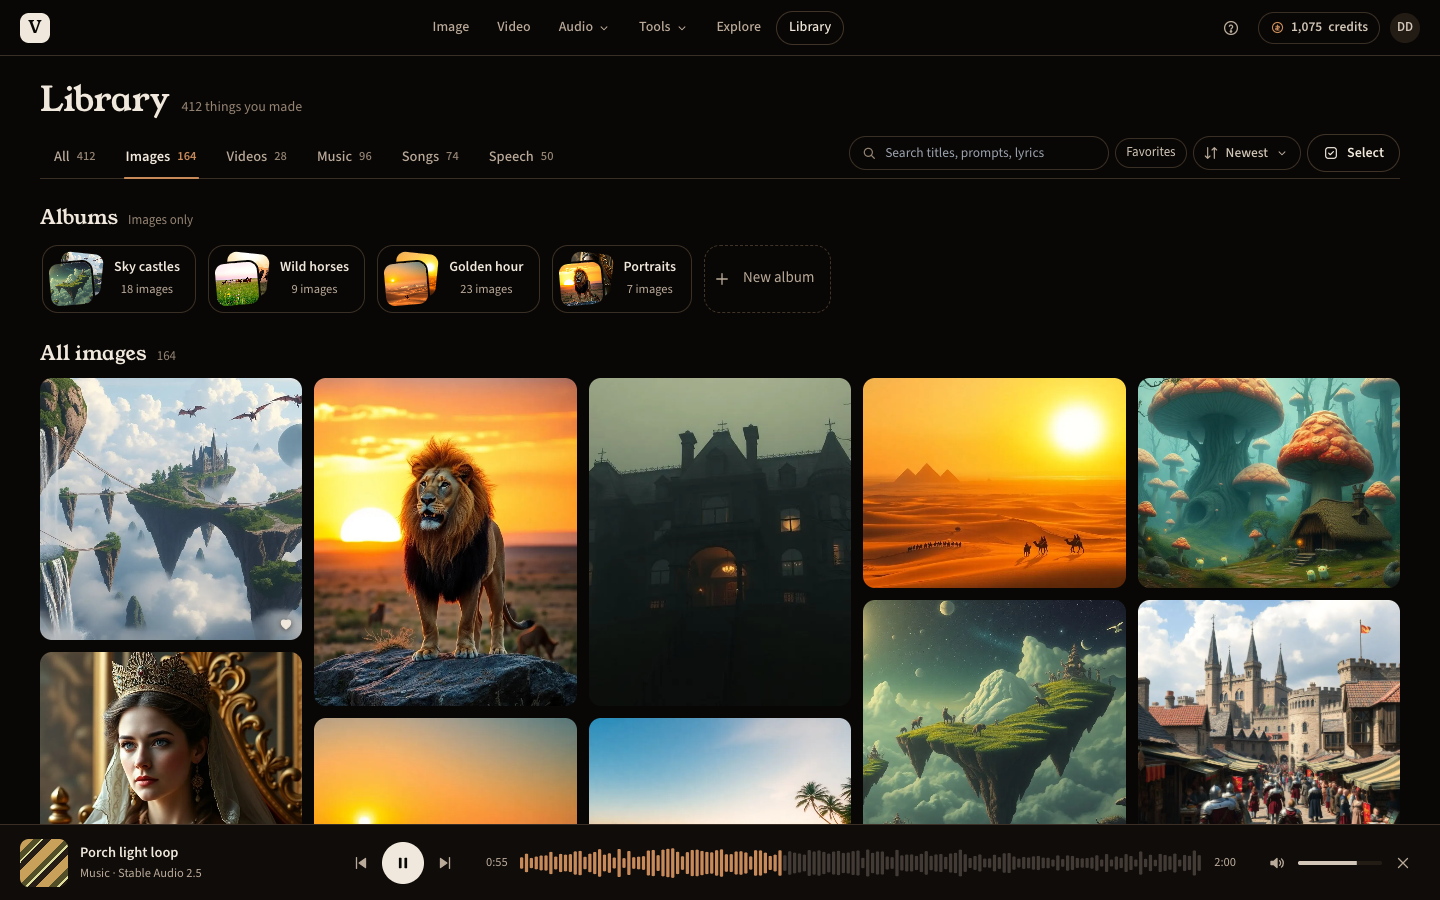 V
Image Video Audio Tools Explore Library
1,075 credits DD
Library 412 things you made
All 412 Images 164 Videos 28 Music 96 Songs 74 Speech 50
Search titles, prompts, lyrics Favorites Newest Select
Albums Images only
Sky castles
18 images
Wild horses
9 images
Golden hour
23 images
Portraits
7 images
New album
All images 164
Porch light loop
Music · Stable Audio 2.5
0:55 2:00